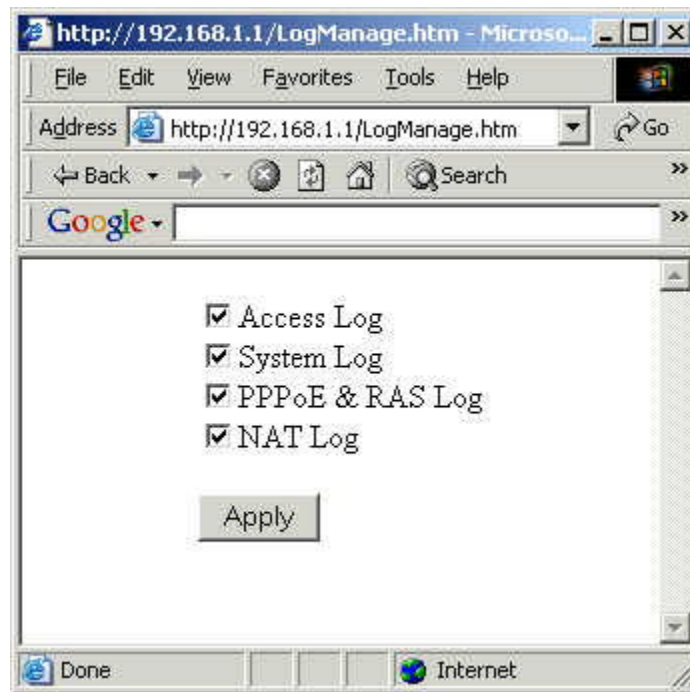 http://192.168.1.1/LogManage.htm - Microso...
File Edit View Favorites Tools Help
Address http://192.168.1.1/LogManage.htm Go
Back Search »
Google »
Access Log
System Log
PPPoE & RAS Log
NAT Log
Apply
Done Internet